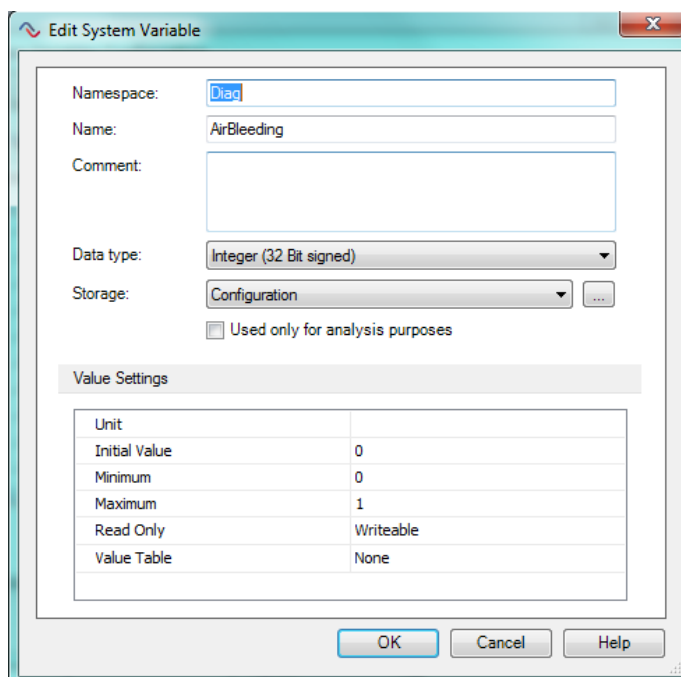 Edit System Variable
Namespace: Diag
Name: AirBleeding
Comment:
Data type: Integer (32 Bit signed)
Storage: Configuration ...
Used only for analysis purposes
Value Settings
Unit
Initial Value 0
Minimum 0
Maximum 1
Read Only Writeable
Value Table None
OK Cancel Help